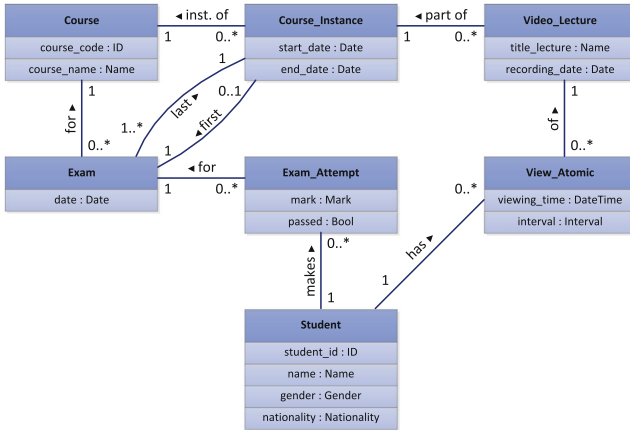 Course
course_code : ID
course_name : Name
◄ inst. of
1
0..*
Course_Instance
start_date : Date
end_date : Date
◄ part of
1
0..*
Video_Lecture
title_lecture : Name
recording_date : Date
1
for ►
0..*
1
last ►
1..*
0..1
◄ first
1
1
of ►
0..*
Exam
date : Date
◄ for
1
0..*
Exam_Attempt
mark : Mark
passed : Bool
View_Atomic
viewing_time : DateTime
interval : Interval
0..*
has ►
1
0..*
makes ►
1
Student
student_id : ID
name : Name
gender : Gender
nationality : Nationality